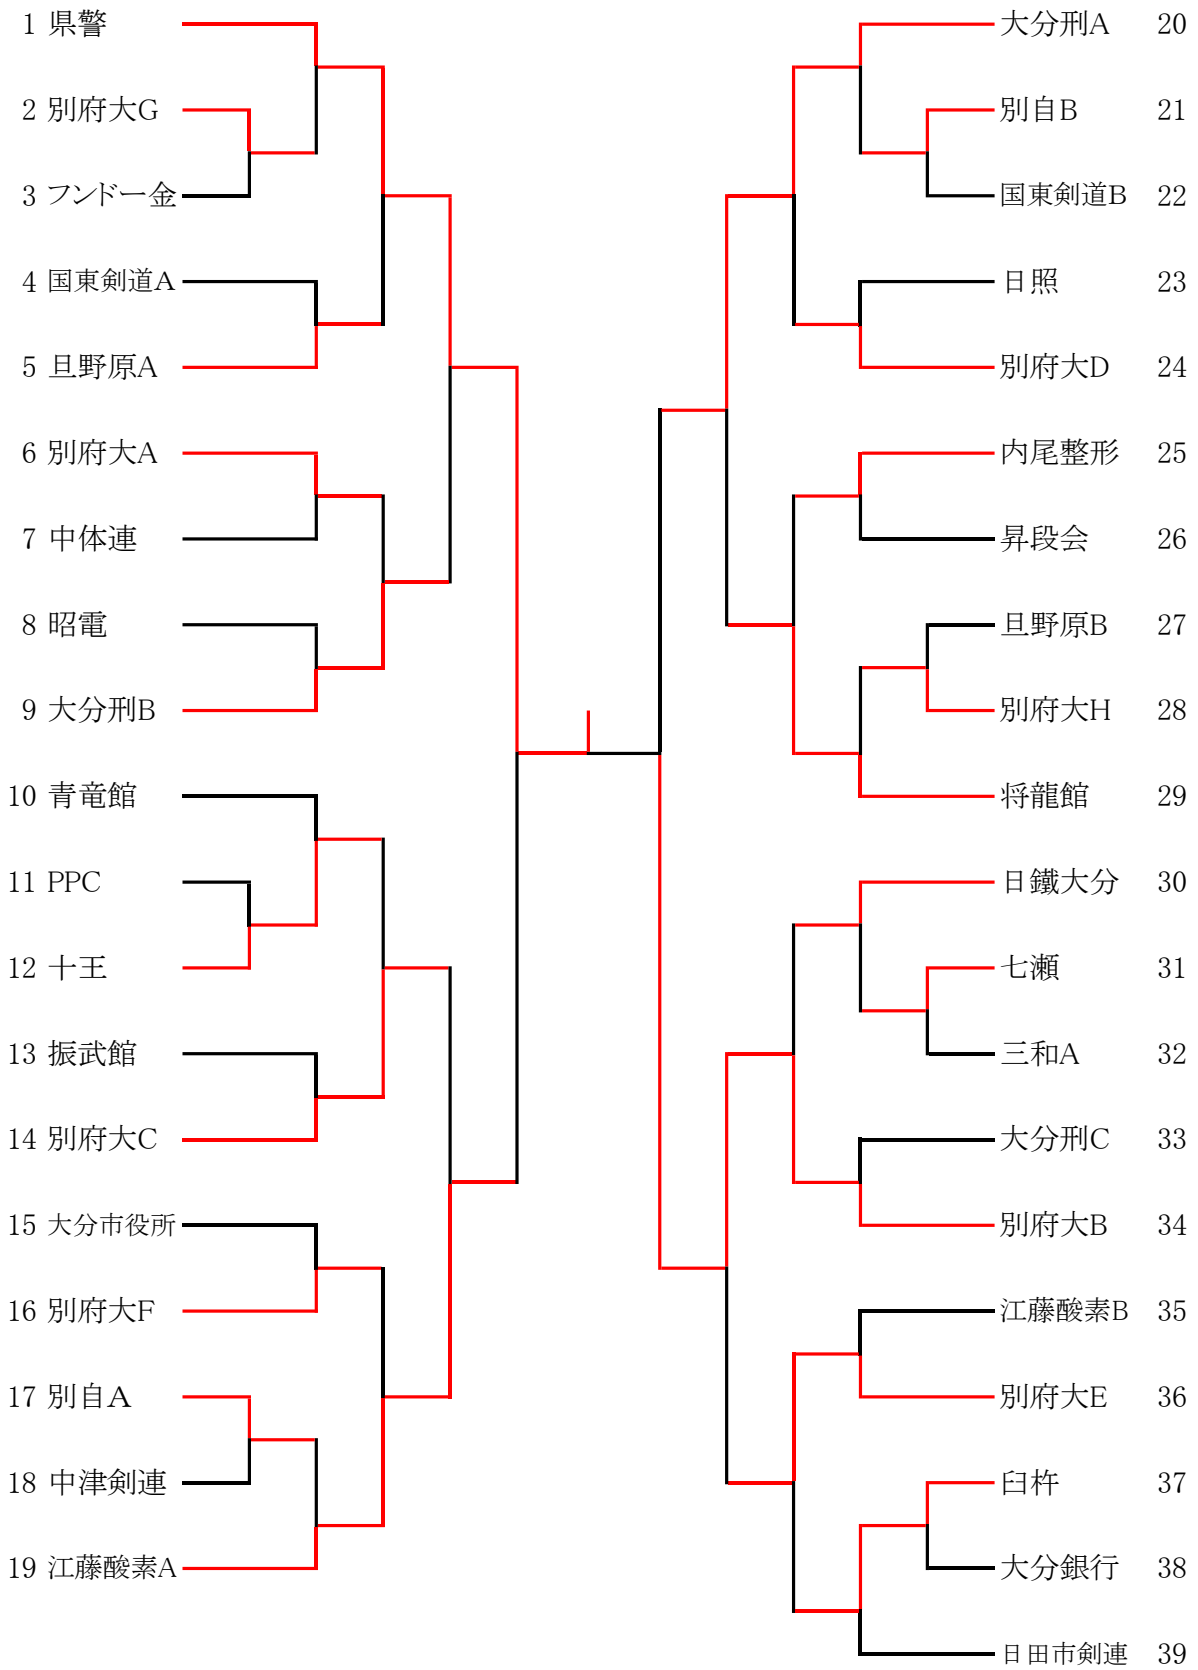 1 県警
2 別府大G
3 フンドー金
4 国東剣道A
5 旦野原A
6 別府大A
7 中体連
8 昭電
9 大分刑B
10 青竜館
11 PPC
12 十王
13 振武館
14 別府大C
15 大分市役所
16 別府大F
17 別自A
18 中津剣連
19 江藤酸素A
大分刑A 20
別自B 21
国東剣道B 22
日照 23
別府大D 24
内尾整形 25
昇段会 26
旦野原B 27
別府大H 28
将龍館 29
日鐵大分 30
七瀬 31
三和A 32
大分刑C 33
別府大B 34
江藤酸素B 35
別府大E 36
臼杵 37
大分銀行 38
日田市剣連 39